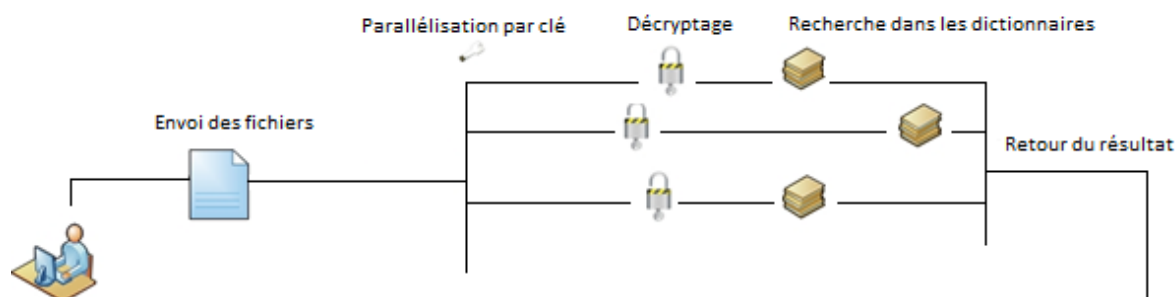 Parallélisation par clé
Décryptage
Recherche dans les dictionnaires
Envoi des fichiers
Retour du résultat